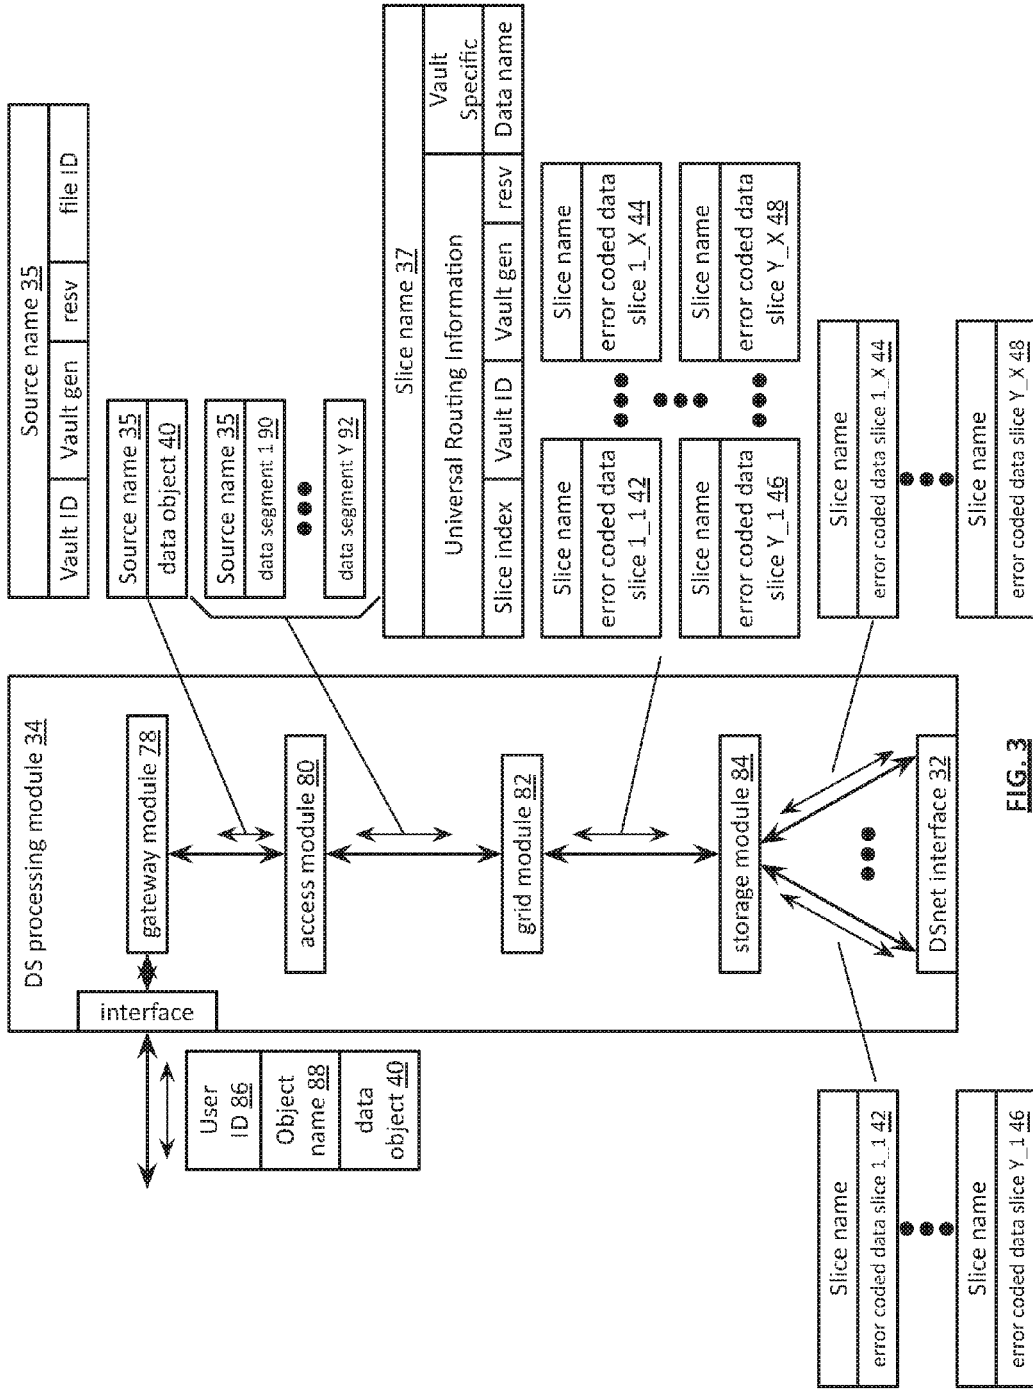 Source name 35
Vault ID
Vault gen
resv
file ID
Source name 35
data object 40
Source name 35
data segment 1 90
data segment Y 92
Slice name 37
Universal Routing Information
Vault
Specific
Slice index
Vault ID
Vault gen
resv
Data name
Slice name
error coded data
slice 1_1 42
Slice name
error coded data
slice 1_X 44
Slice name
error coded data
slice Y_1 46
Slice name
error coded data
slice Y_X 48
Slice name
error coded data slice 1_X 44
Slice name
error coded data slice Y_X 48
DS processing module 34
interface
gateway module 78
access module 80
grid module 82
storage module 84
DSnet interface 32
User
ID 86
Object
name 88
data
object 40
Slice name
error coded data slice 1_1 42
Slice name
error coded data slice Y_1 46
FIG. 3